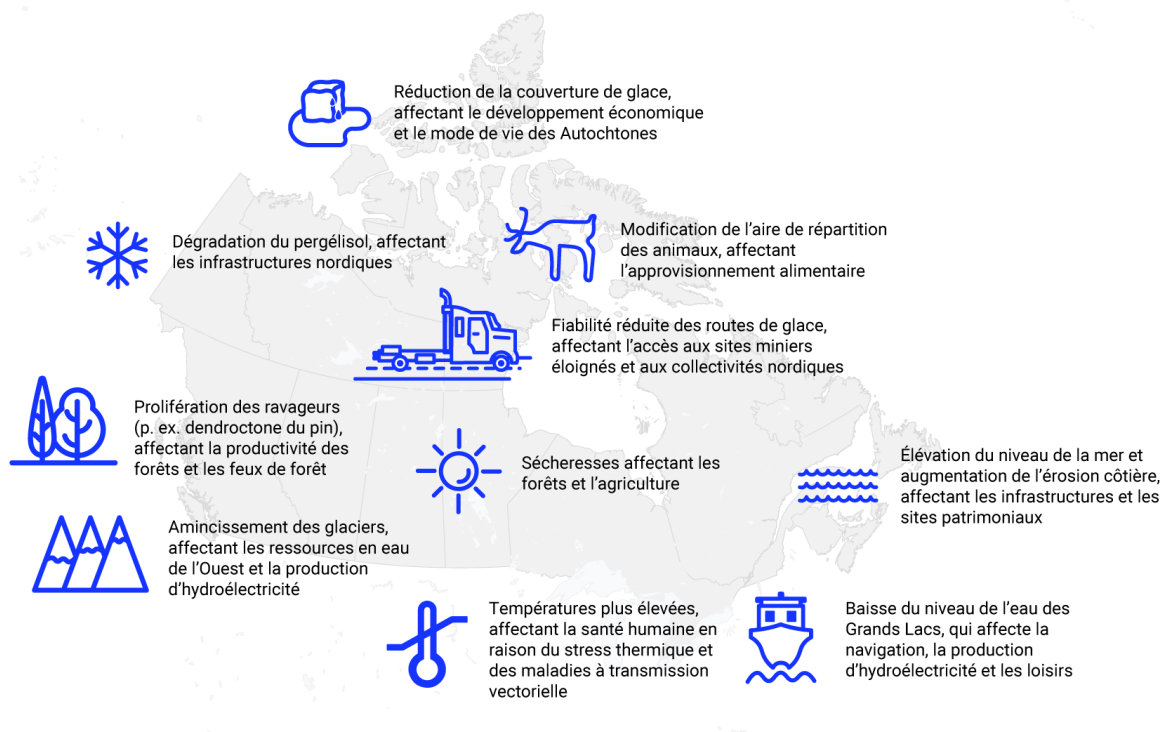 Réduction de la couverture de glace,
affectant le développement économique
et le mode de vie des Autochtones
Dégradation du pergélisol, affectant
les infrastructures nordiques
Modification de l’aire de répartition
des animaux, affectant
l’approvisionnement alimentaire
Fiabilité réduite des routes de glace,
affectant l’accès aux sites miniers
éloignés et aux collectivités nordiques
Prolifération des ravageurs
(p. ex. dendroctone du pin),
affectant la productivité des
forêts et les feux de forêt
Sécheresses affectant les
forêts et l’agriculture
Élévation du niveau de la mer et
augmentation de l’érosion côtière,
affectant les infrastructures et les
sites patrimoniaux
Amincissement des glaciers,
affectant les ressources en eau
de l’Ouest et la production
d’hydroélectricité
Températures plus élevées,
affectant la santé humaine en
raison du stress thermique et
des maladies à transmission
vectorielle
Baisse du niveau de l’eau des
Grands Lacs, qui affecte la
navigation, la production
d’hydroélectricité et les loisirs